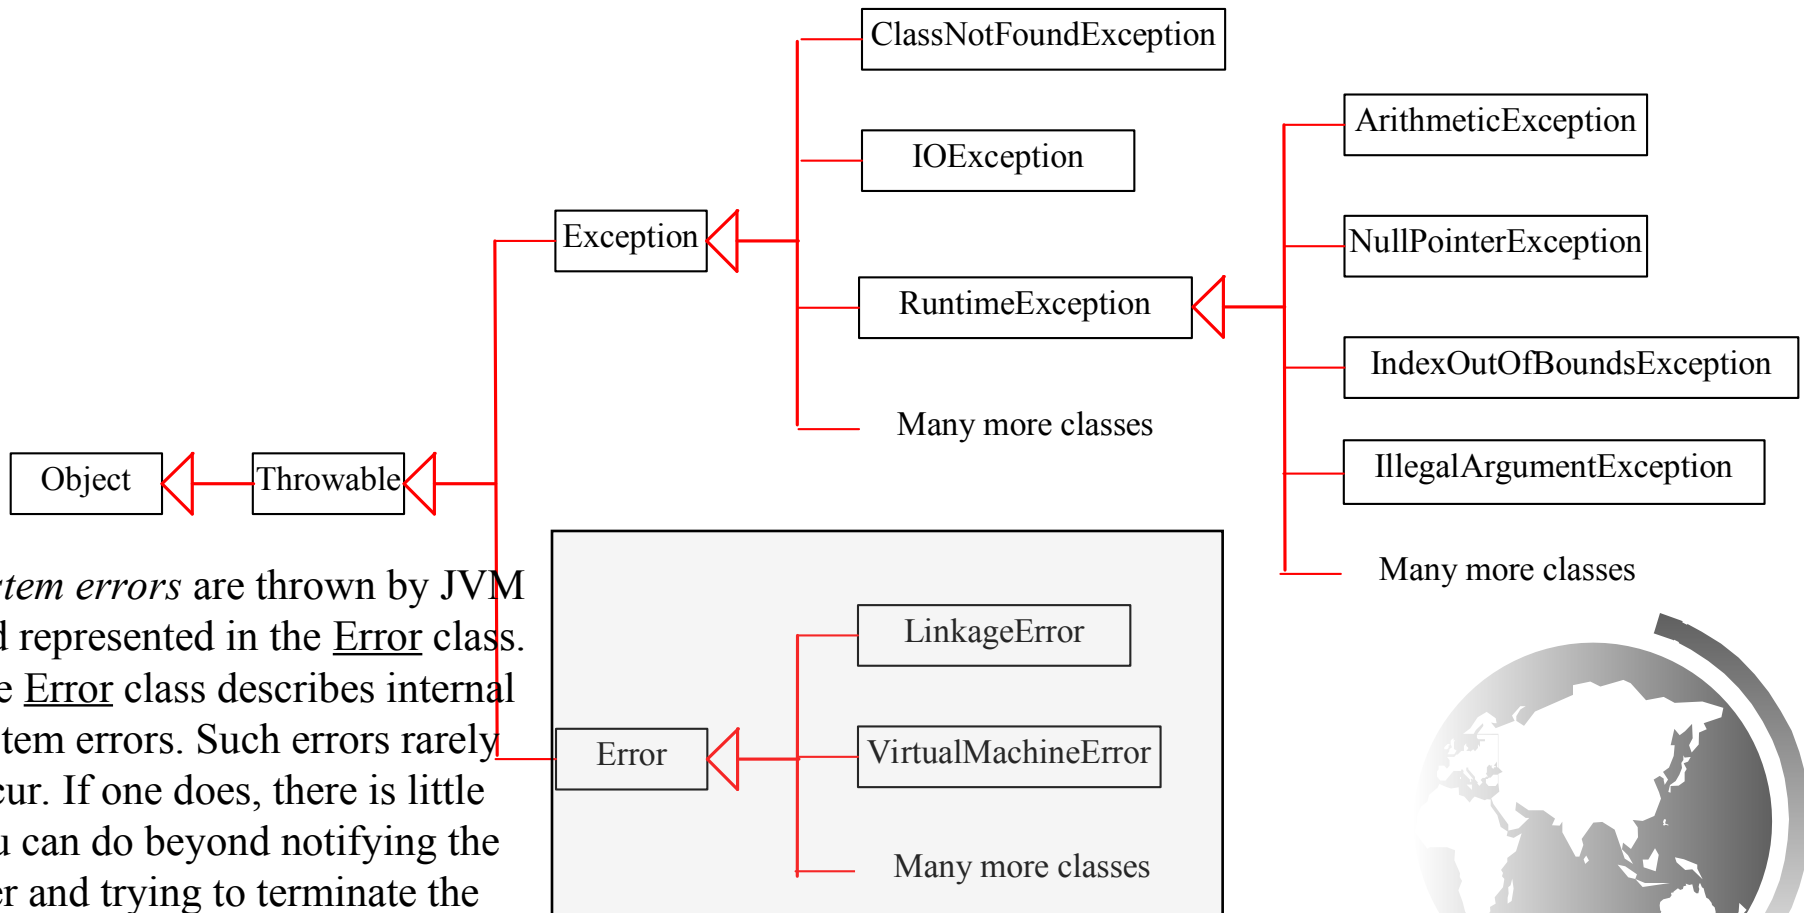 ClassNotFoundException
ArithmeticException
IOException
Exception
NullPointerException
RuntimeException
IndexOutOfBoundsException
Many more classes
Object
Throwable
IllegalArgumentException
Many more classes
errors are thrown by JVM
represented in the Error class.
Error class describes internal
errors. Such errors rarely
If one does, there is little
can do beyond notifying the
and trying to terminate the
LinkageError
Error
VirtualMachineError
Many more classes